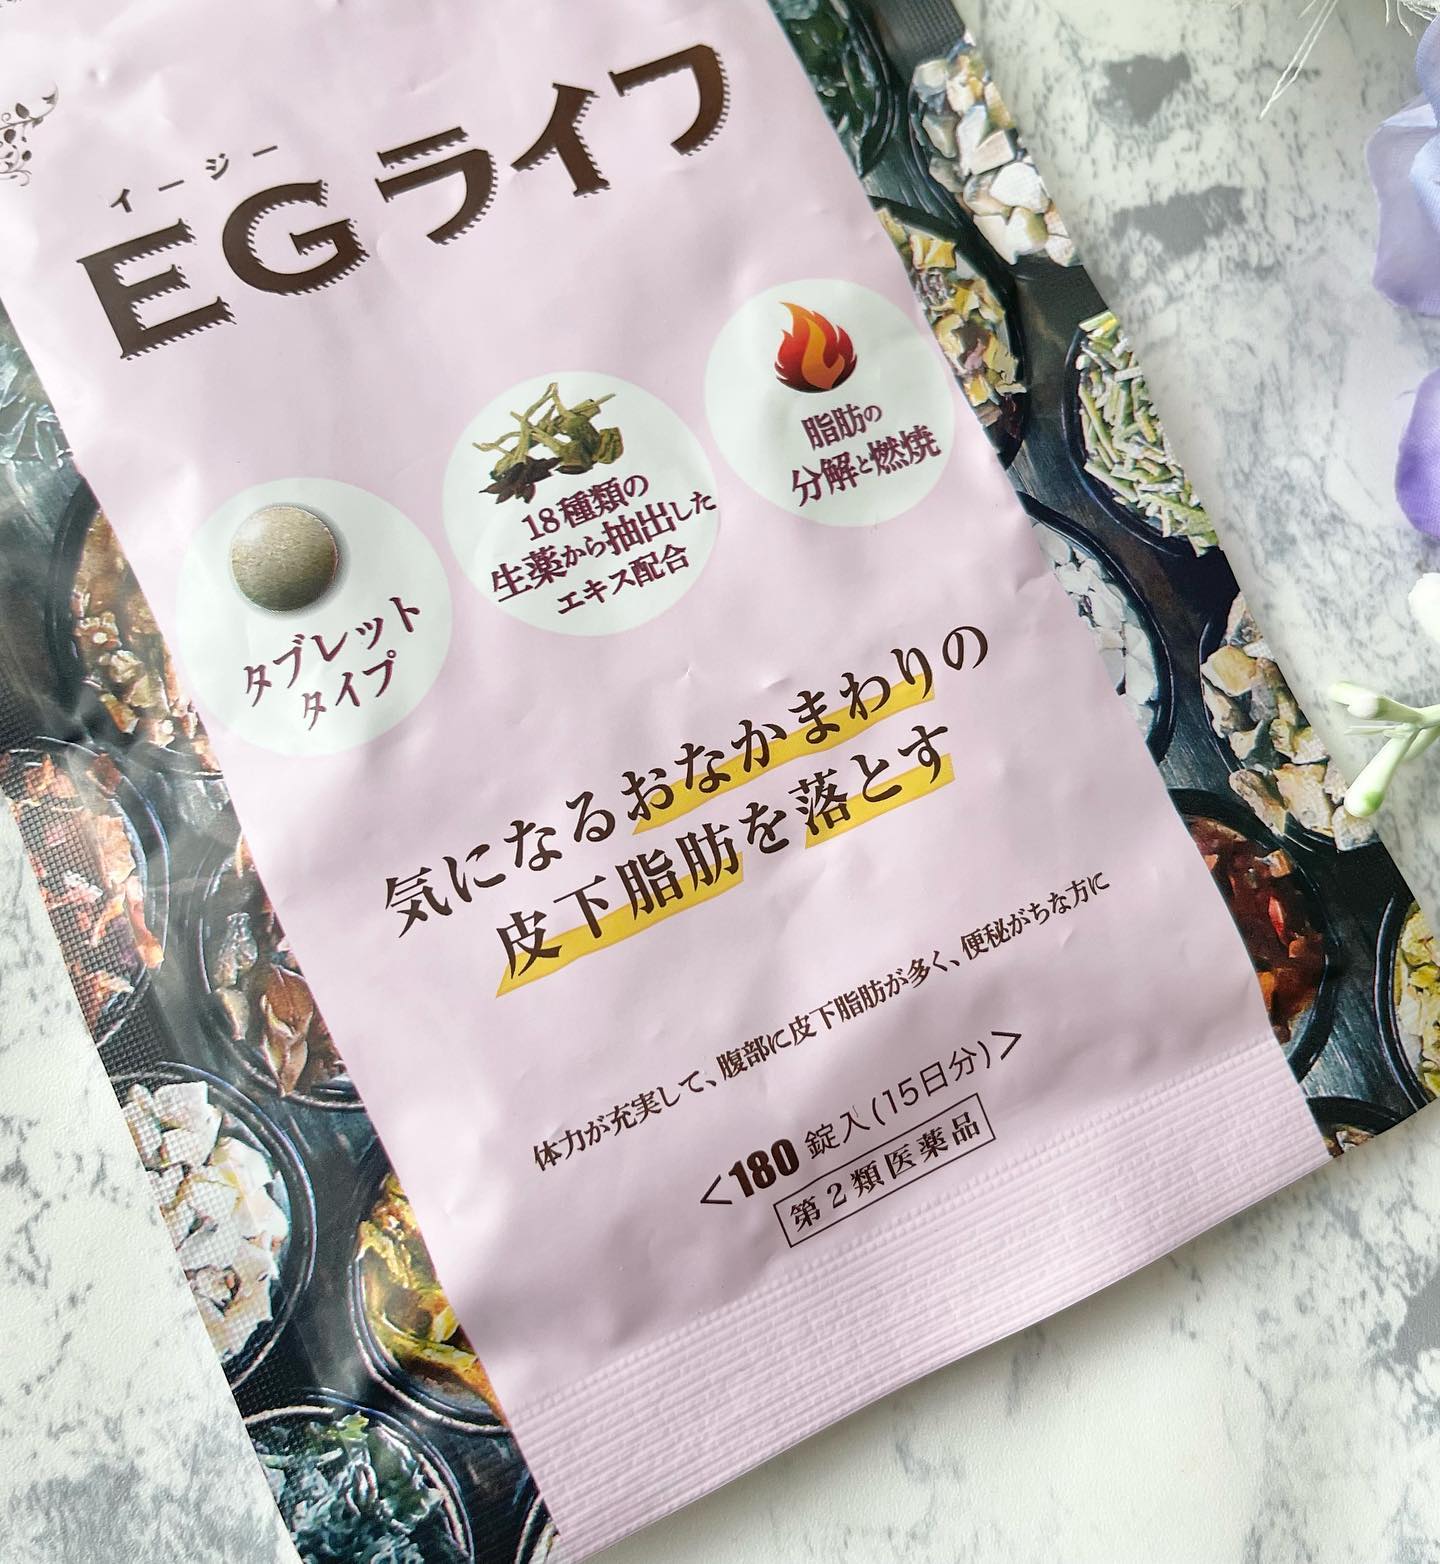 イージー
EGライフ
タブレット
タイプ
18種類の
生薬から抽出した
エキス配合
脂肪の
分解と燃焼
気になるおなかまわりの
皮下脂肪を落とす
体力が充実して、腹部に皮下脂肪が多く、便秘がちな方に
<180 錠入(15日分)>
第2類医薬品